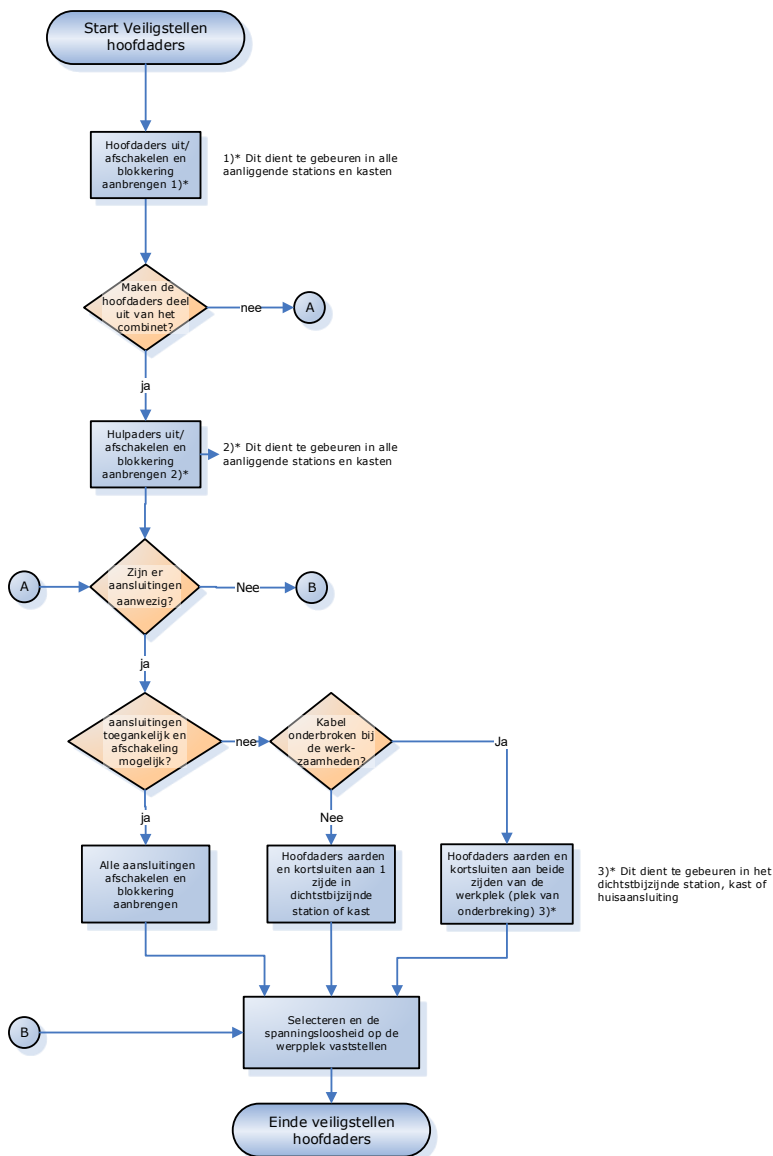 Start Veiligstellen
hoofdaders
Hoofdaders uit/
afschakelen en
blokkering
aanbrengen 1)*
1)* Dit dient te gebeuren in alle
aanliggende stations en kasten
Maken de
hoofdaders deel
uit van het
combinet?
nee
A
ja
Hulpaders uit/
afschakelen en
blokkering
aanbrengen 2)*
2)* Dit dient te gebeuren in alle
aanliggende stations en kasten
A
Zijn er
aansluitingen
aanwezig?
Nee
B
ja
aansluitingen
toegankelijk en
afschakeling
mogelijk?
nee
Kabel
onderbroken bij
de werk-
zaamheden?
Ja
ja
Nee
Alle aansluitingen
afschakelen en
blokkering
aanbrengen
Hoofdaders aarden
en kortsluiten aan 1
zijde in
dichtstbijzijnde
station of kast
Hoofdaders aarden en
kortsluiten aan beide
zijden van de
werkplek (plek van
onderbreking) 3)*
3)* Dit dient te gebeuren in het
dichtstbijzijnde station, kast of
huisaansluiting
B
Selecteren en de
spanningsloosheid op de
werpplek vaststellen
Einde veiligstellen
hoofdaders